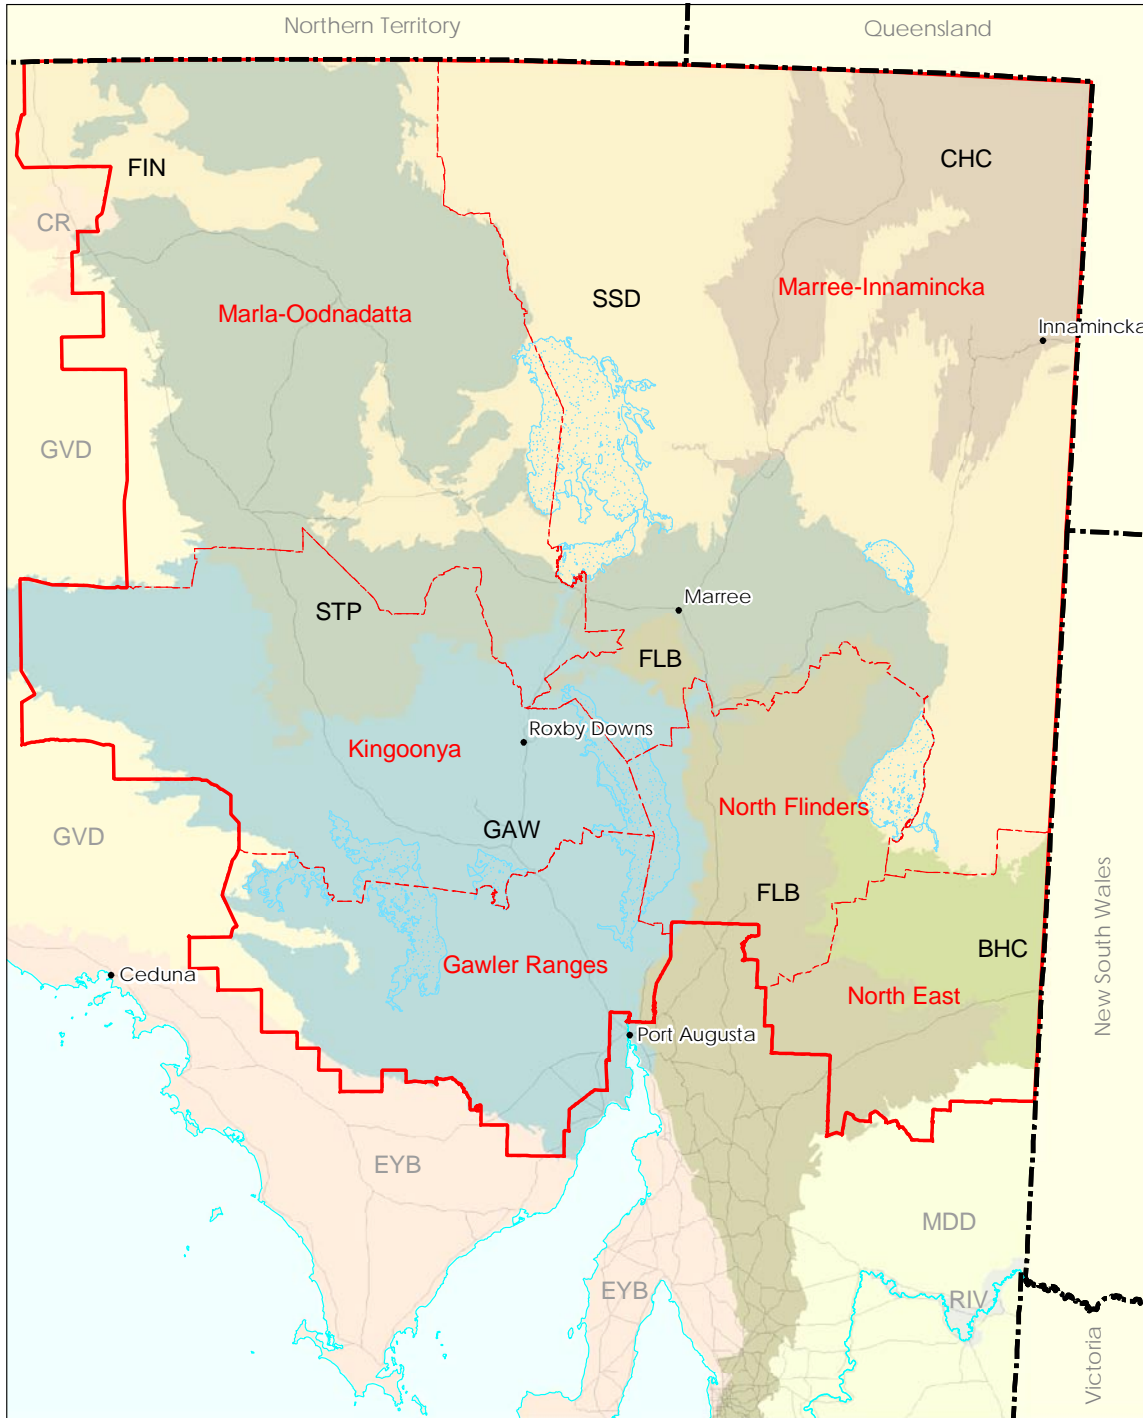 Northern Territory
Queensland
FIN
CHC
CR
SSD
Marree-Innamincka
Marla-Oodnadatta
Innamincka
GVD
Marree
STP
FLB
Roxby Downs
Kingoonya
North Flinders
GAW
GVD
FLB
New South Wales
BHC
Ceduna
Gawler Ranges
North East
Port Augusta
EYB
MDD
EYB
RIV
Victoria